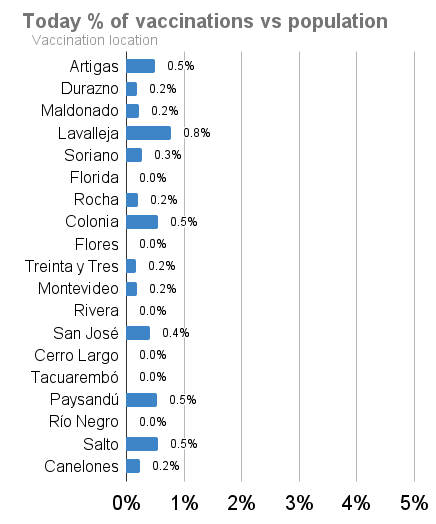 Today % of vaccinations vs population
Vaccination location
Artigas 0.5%
Durazno 0.2%
Maldonado 0.2%
Lavalleja 0.8%
Soriano 0.3%
Florida 0.0%
Rocha 0.2%
Colonia 0.5%
Flores 0.0%
Treinta y Tres 0.2%
Montevideo 0.2%
Rivera 0.0%
San José 0.4%
Cerro Largo 0.0%
Tacuarembó 0.0%
Paysandú 0.5%
Río Negro 0.0%
Salto 0.5%
Canelones 0.2%
0% 1% 2% 3% 4% 5%